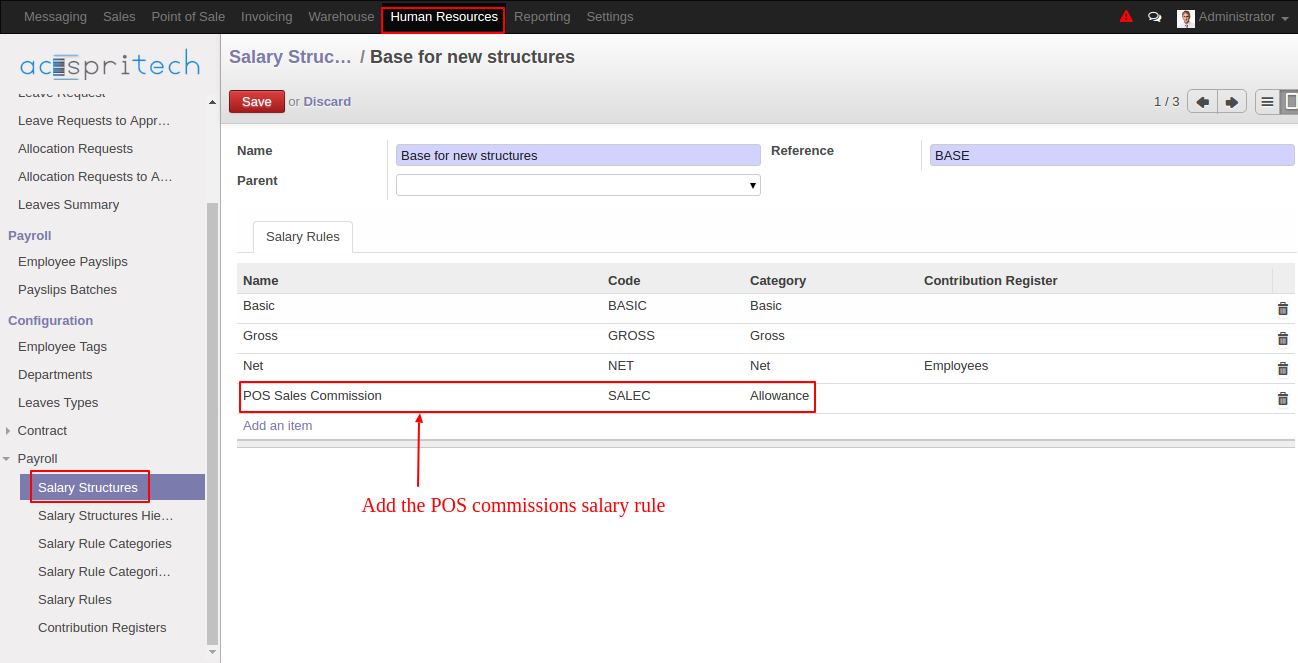 Messaging Sales Point of Sale Invoicing Warehouse Human Resources Reporting Settings Administrator
acespritech
Leave Request
Leave Requests to Appr…
Allocation Requests
Allocation Requests to A…
Leaves Summary
Payroll
Employee Payslips
Payslips Batches
Configuration
Employee Tags
Departments
Leaves Types
Contract
Payroll
Salary Structures
Salary Structures Hie…
Salary Rule Categories
Salary Rule Categori…
Salary Rules
Contribution Registers
Salary Struc… / Base for new structures
Save or Discard
1 / 3
Name Base for new structures Reference BASE
Parent
Salary Rules
Name Code Category Contribution Register
Basic BASIC Basic
Gross GROSS Gross
Net NET Net Employees
POS Sales Commission SALEC Allowance
Add an item
Add the POS commissions salary rule